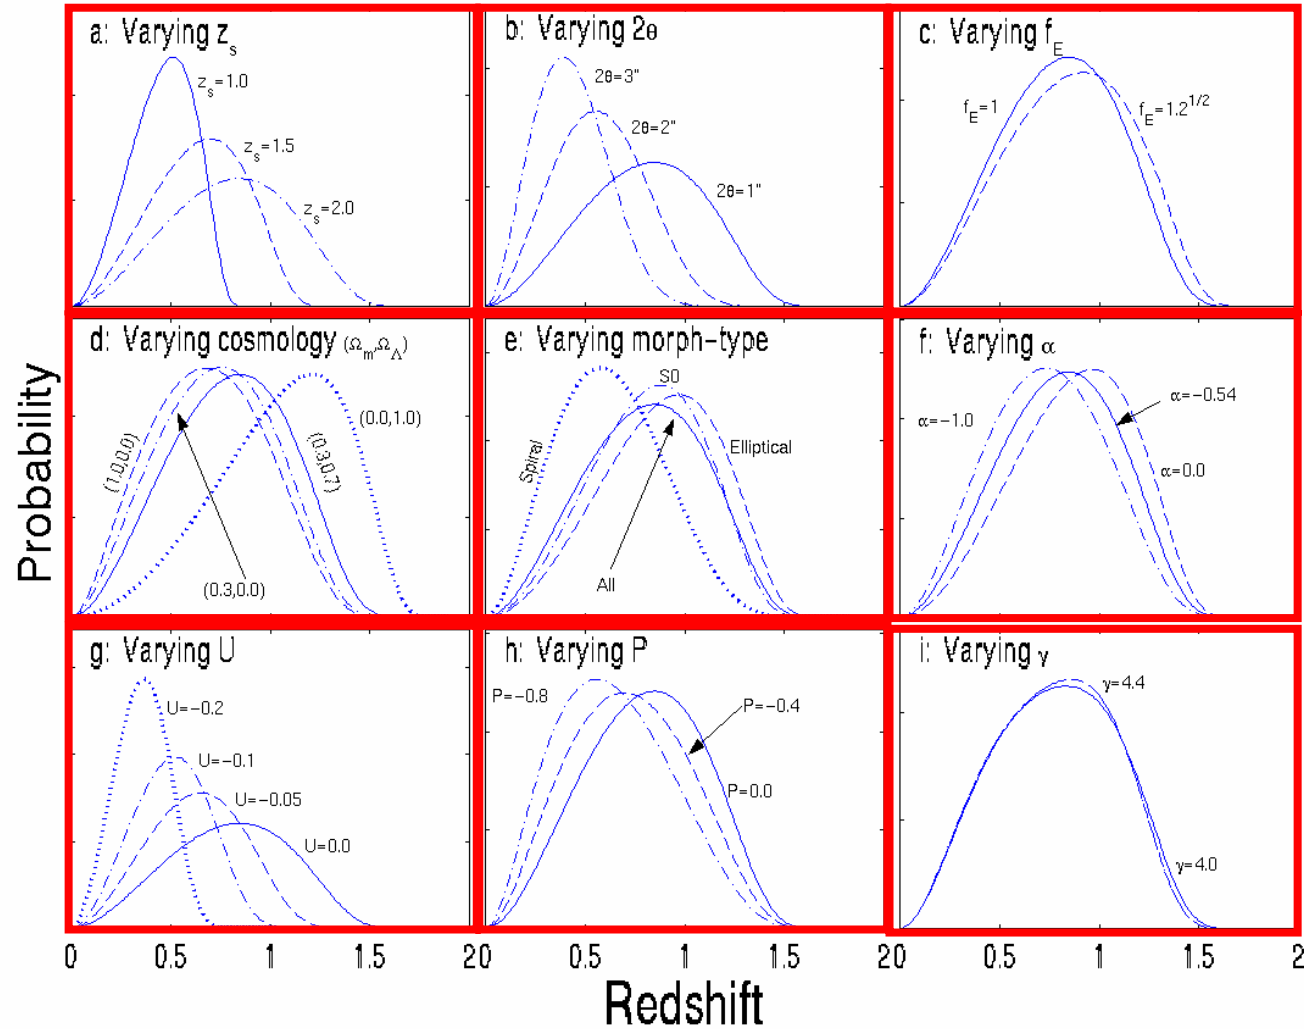 a: Varying z_s
z_s=1.0
z_s=1.5
z_s=2.0
b: Varying 2θ
2θ=3"
2θ=2"
2θ=1"
c: Varying f_E
f_E=1
f_E=1.2^1/2
d: Varying cosmology (Ω_m,Ω_Λ)
(1.0,0.0)
(0.3,0.7)
(0.0,1.0)
(0.3,0.0)
e: Varying morph-type
S0
Spiral
Elliptical
All
f: Varying α
α=-1.0
α=-0.54
α=0.0
g: Varying U
U=-0.2
U=-0.1
U=-0.05
U=0.0
h: Varying P
P=-0.8
P=-0.4
P=0.0
i: Varying γ
γ=4.4
γ=4.0
Probability
0 0.5 1 1.5 20 0.5 1 1.5 20 0.5 1 1.5 2
Redshift